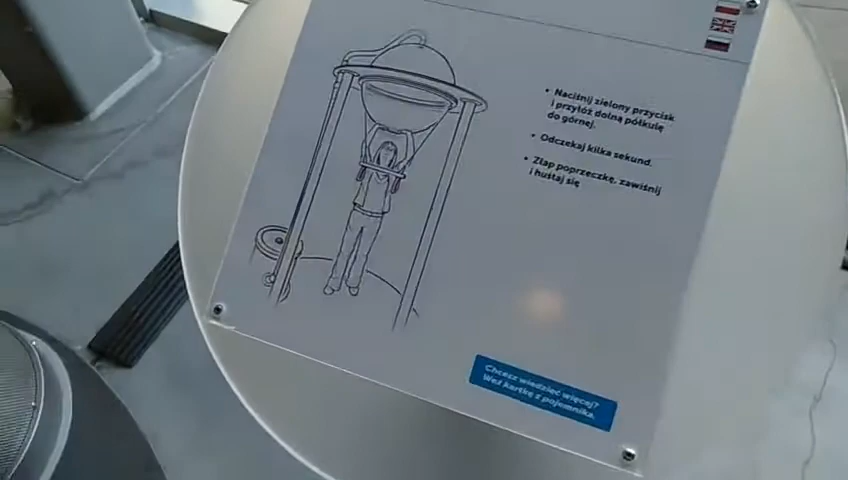 • Naciśnij zielony przycisk
i przyłóż dolną półkulę
do górnej.
• Odczekaj kilka sekund.
• Złap poprzeczkę, zawiśnij
i huśtaj się
Chcesz wiedzieć więcej?
Weź kartkę z pojemnika.